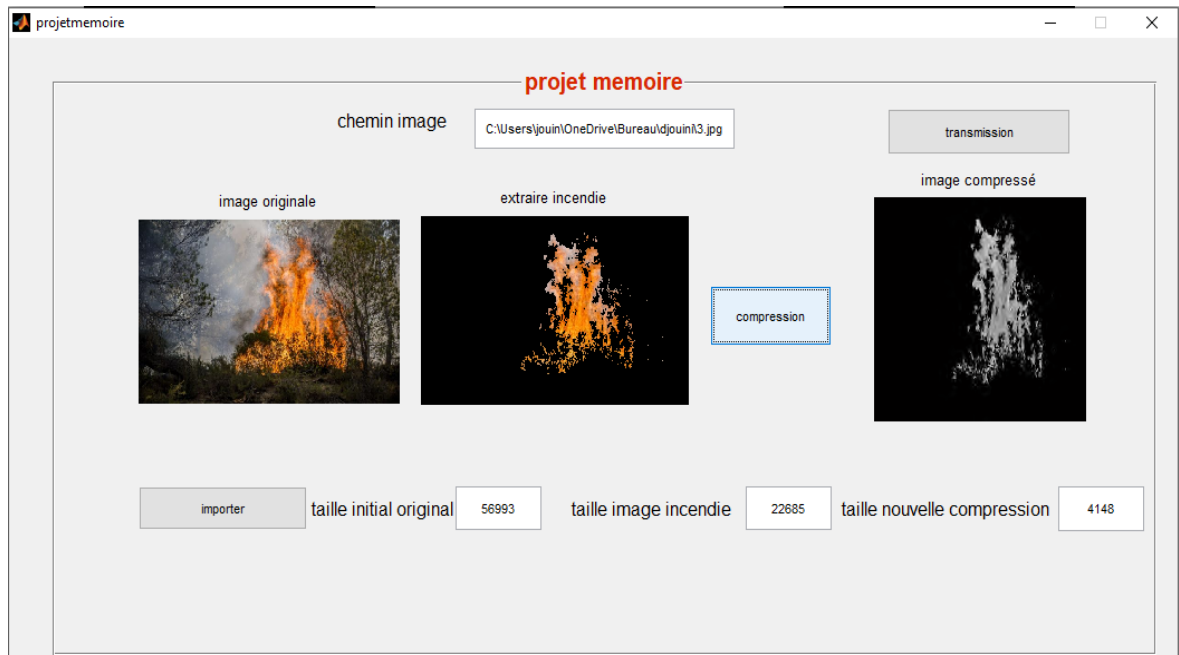 projetmemoire
projet memoire
chemin image
C:\Users\jouin\OneDrive\Bureau\djouini\3.jpg
transmission
image originale
extraire incendie
image compressé
compression
importer
taille initial original
56993
taille image incendie
22685
taille nouvelle compression
4148